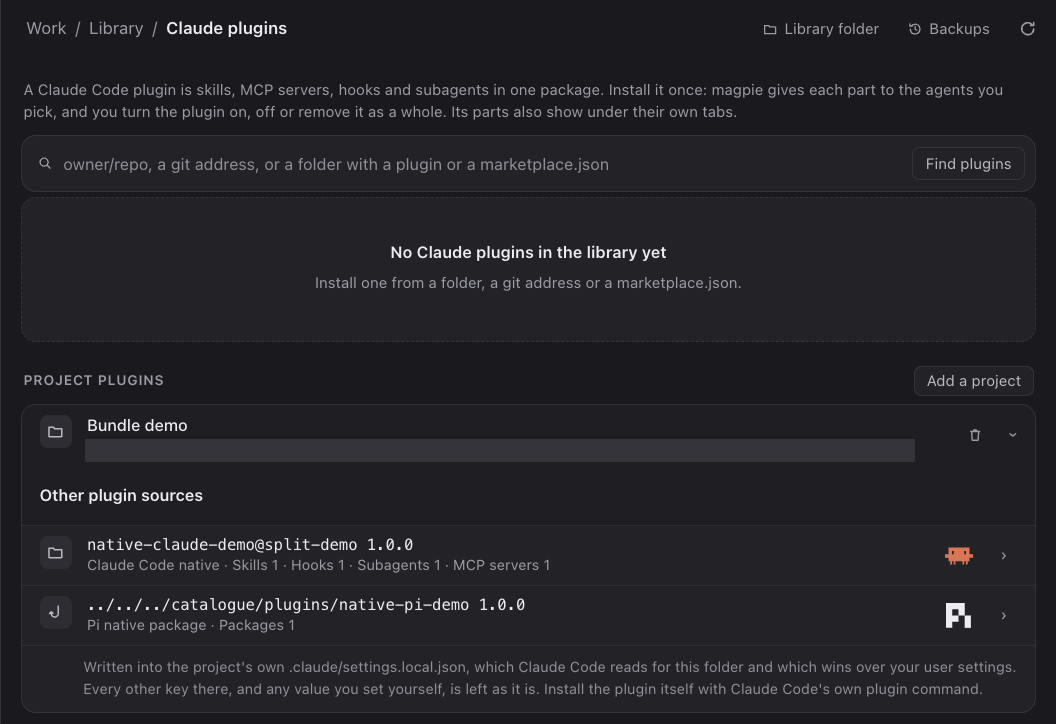 Work / Library / Claude plugins
Library folder
Backups
A Claude Code plugin is skills, MCP servers, hooks and subagents in one package. Install it once: magpie gives each part to the agents you
pick, and you turn the plugin on, off or remove it as a whole. Its parts also show under their own tabs.
owner/repo, a git address, or a folder with a plugin or a marketplace.json
Find plugins
No Claude plugins in the library yet
Install one from a folder, a git address or a marketplace.json.
PROJECT PLUGINS
Add a project
Bundle demo
Other plugin sources
native-claude-demo@split-demo 1.0.0
Claude Code native · Skills 1 · Hooks 1 · Subagents 1 · MCP servers 1
../../../catalogue/plugins/native-pi-demo 1.0.0
Pi native package · Packages 1
Written into the project's own .claude/settings.local.json, which Claude Code reads for this folder and which wins over your user settings.
Every other key there, and any value you set yourself, is left as it is. Install the plugin itself with Claude Code's own plugin command.